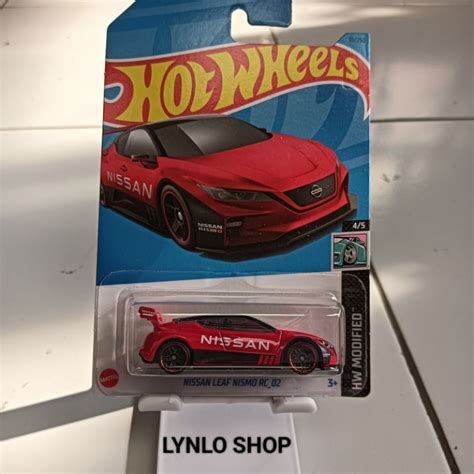 HOT WHEELS
NISSAN
NISSAN
NISMO
4/5
HW MODIFIED
NISSAN
NISSAN LEAF NISMO RC_02
3+
LYNLO SHOP